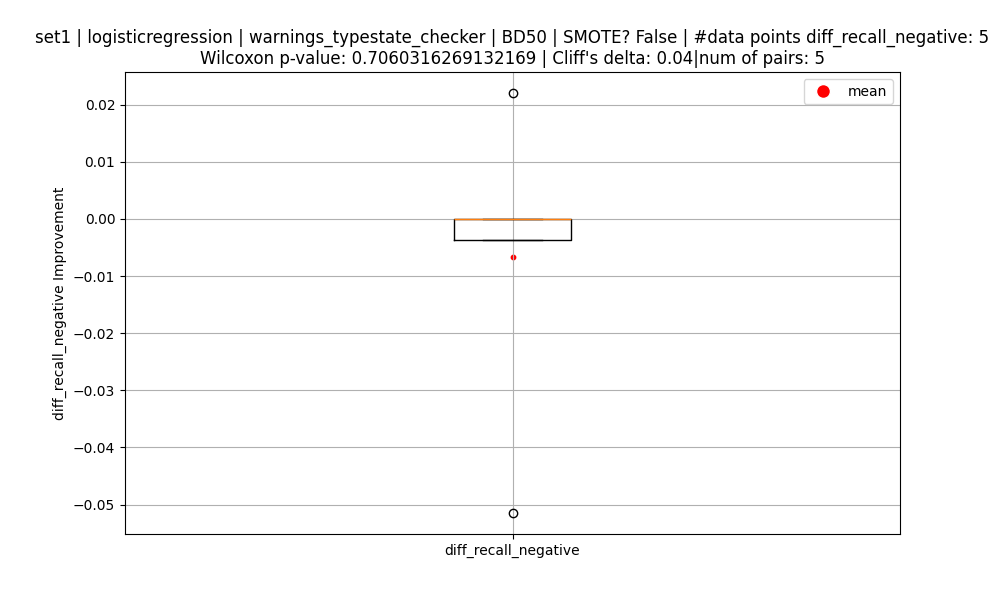 set1 | logisticregression | warnings_typestate_checker | BD50 | SMOTE? False | #data points diff_recall_negative: 5
Wilcoxon p-value: 0.7060316269132169 | Cliff's delta: 0.04|num of pairs: 5
mean
0.02
0.01
0.00
−0.01
−0.02
−0.03
−0.04
−0.05
diff_recall_negative Improvement
diff_recall_negative